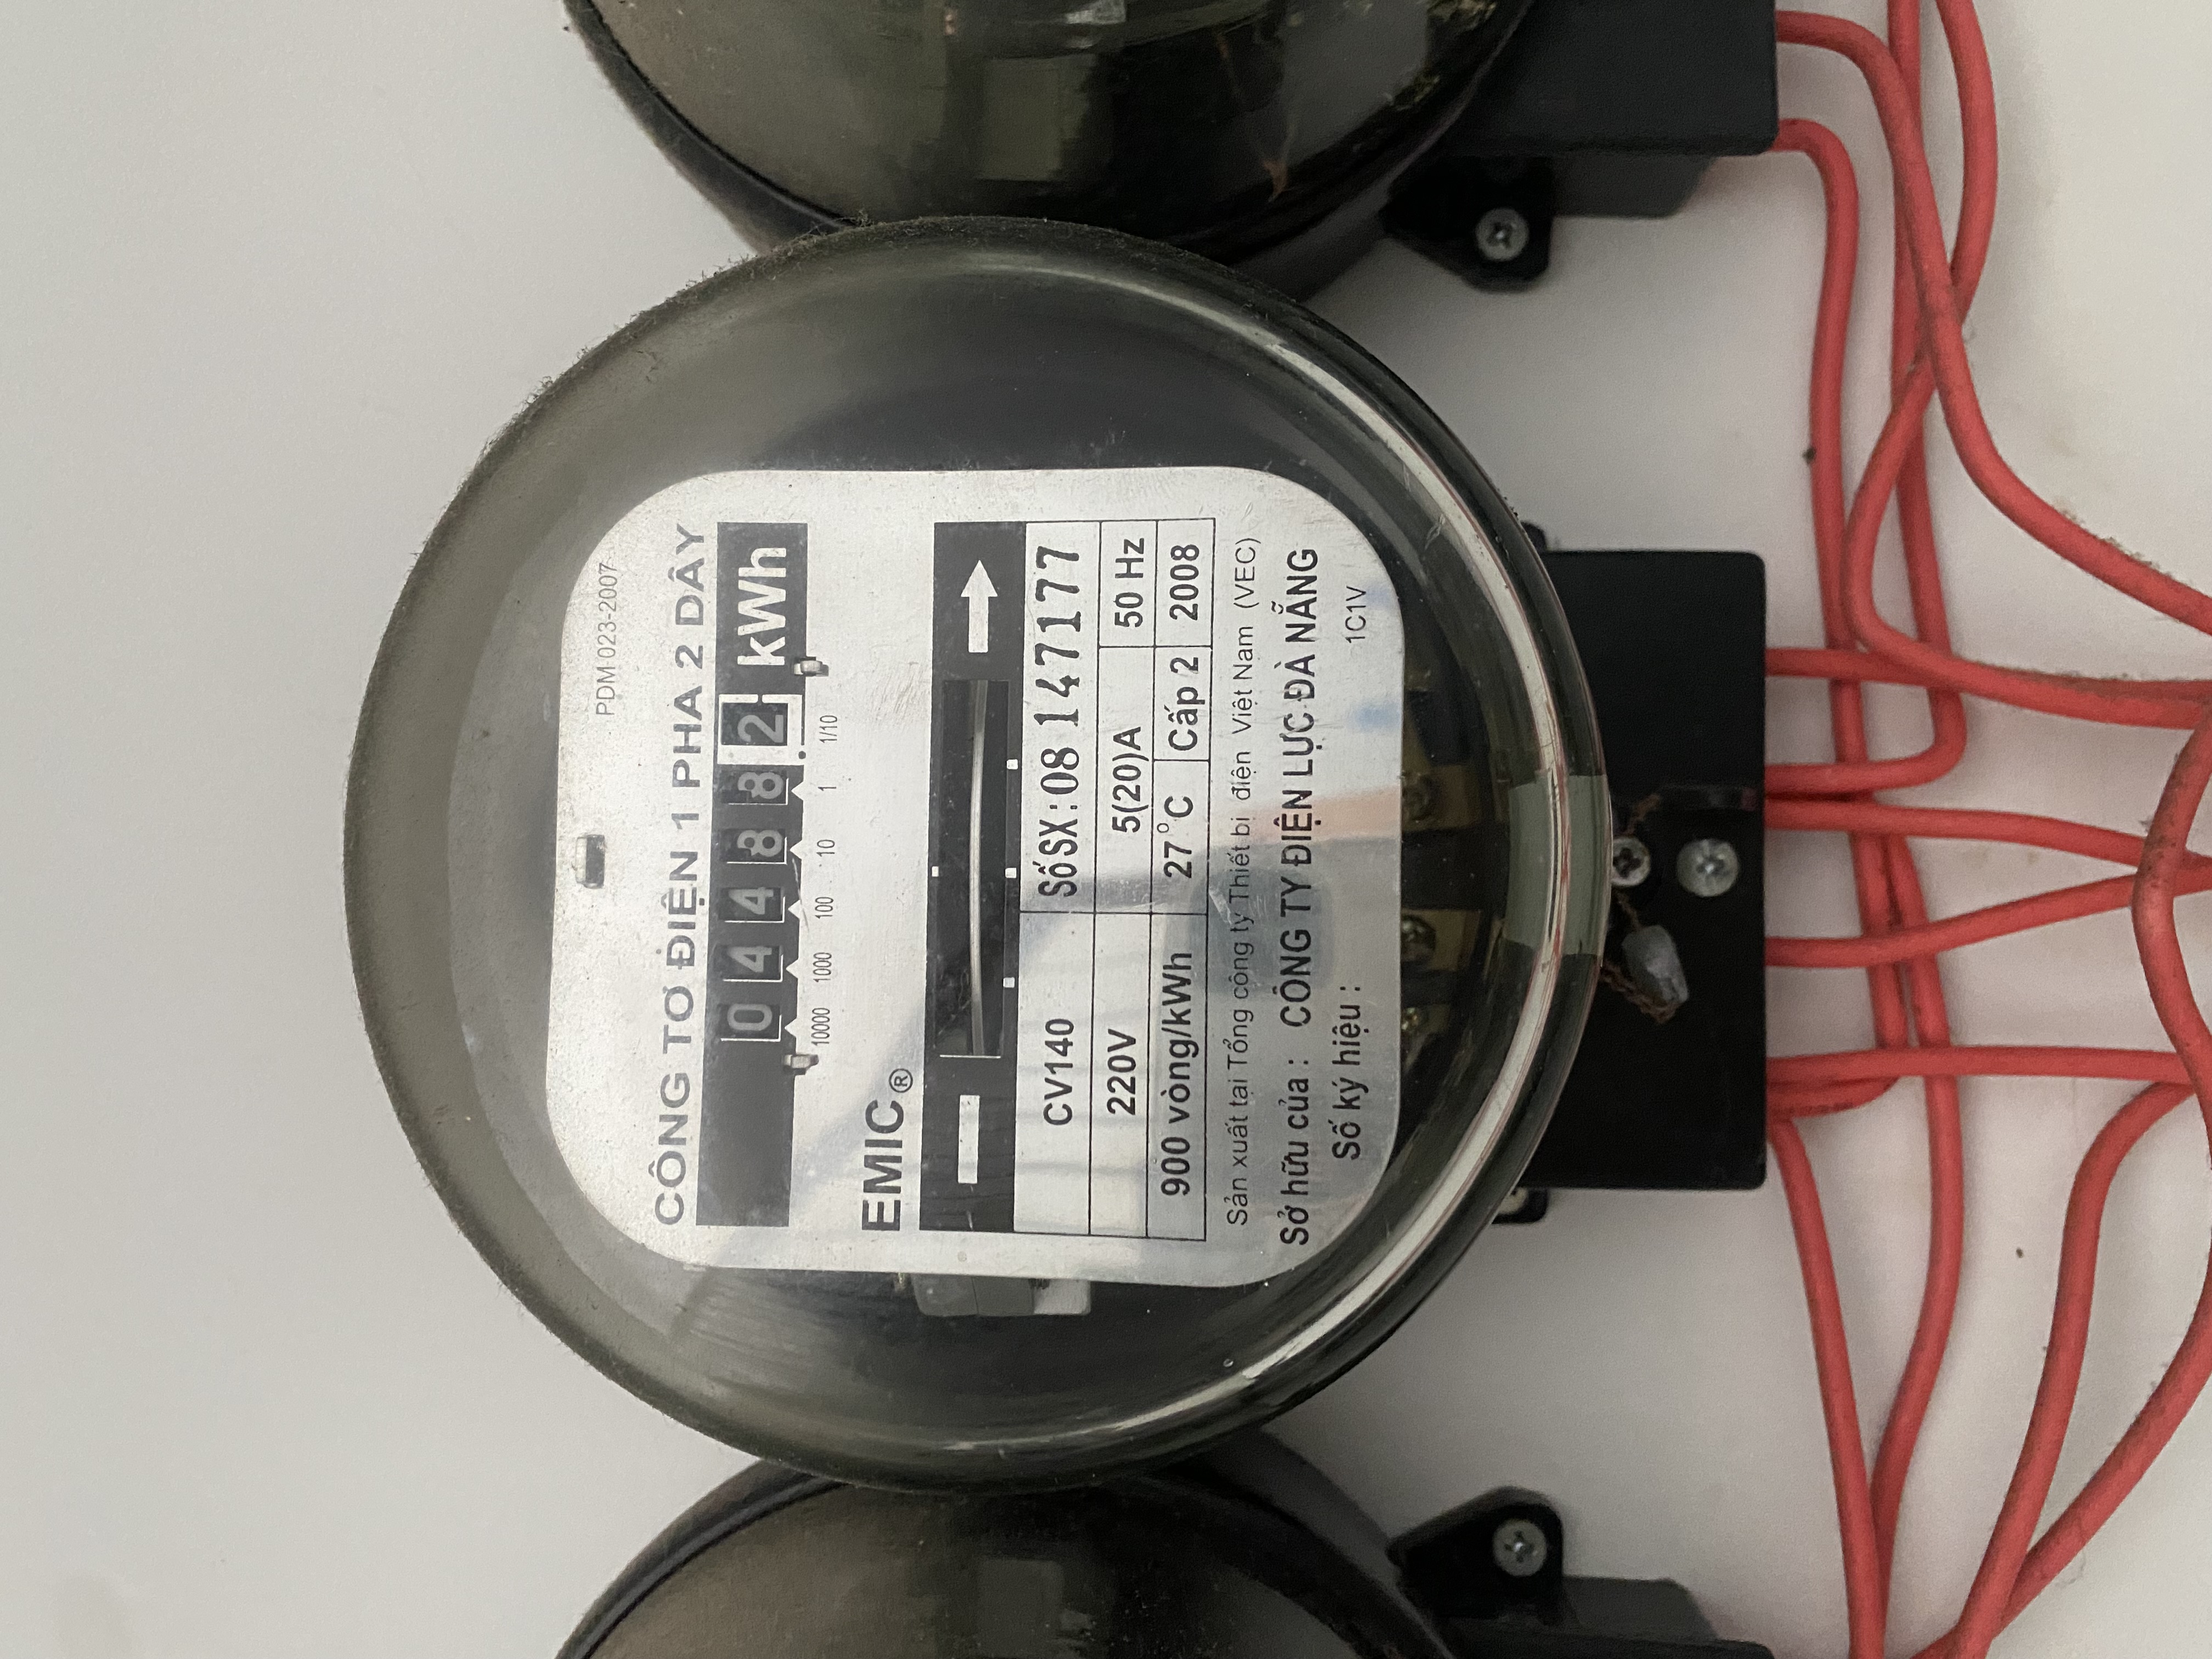 PDM 023-2007
CÔNG TƠ ĐIỆN 1 PHA 2 DÂY
0 4 4 8 8 2 kWh
10000 1000 100 10 1 1/10
EMIC®
CV140 Số SX: 08 147177
220V 5(20)A 50 Hz
900 vòng/kWh 27°C Cấp 2 2008
Sản xuất tại Tổng công ty Thiết bị điện Việt Nam (VEC)
Sở hữu của : CÔNG TY ĐIỆN LỰC ĐÀ NẴNG
Số ký hiệu : 1C1V